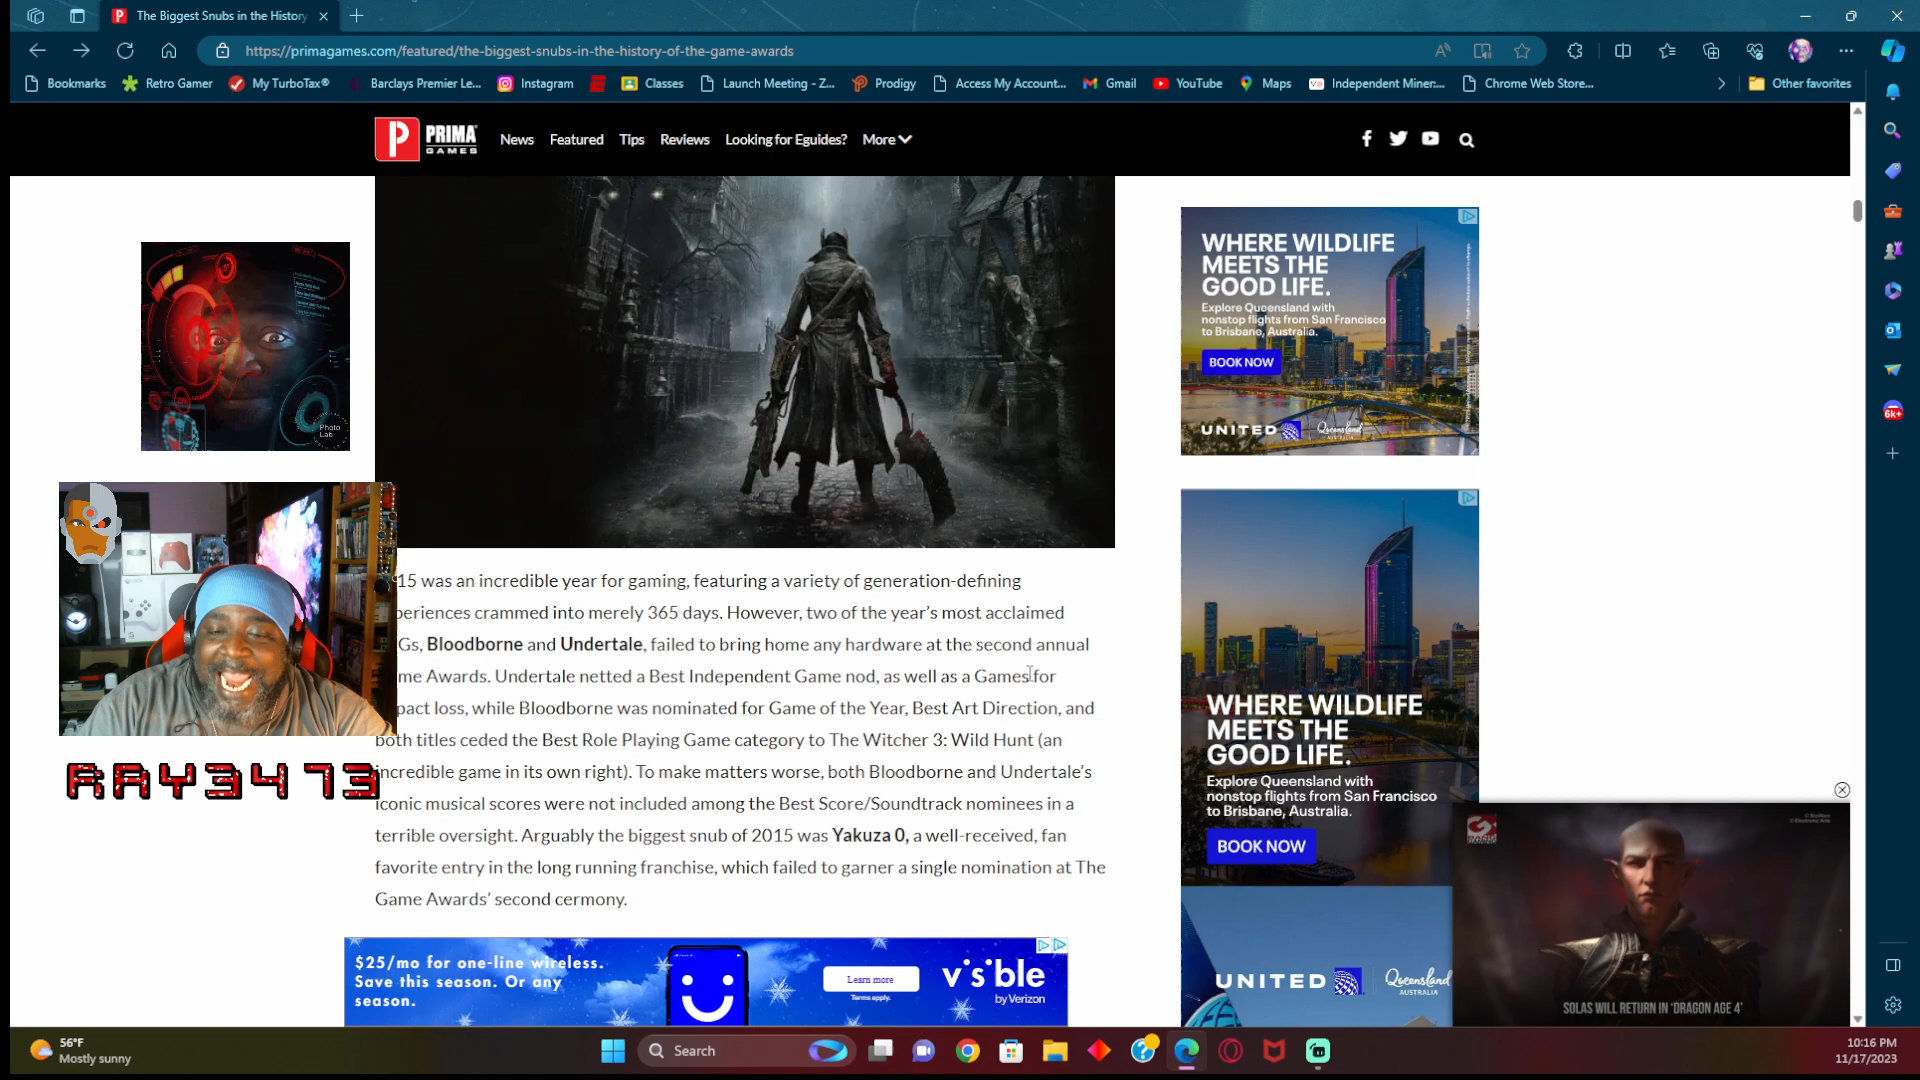 The Biggest Snubs in the History
https://primagames.com/featured/the-biggest-snubs-in-the-history-of-the-game-awards
Bookmarks
Retro Gamer
My TurboTax®
Barclays Premier Le...
Instagram
Classes
Launch Meeting - Z...
Prodigy
Access My Account...
Gmail
YouTube
Maps
Independent Miner:...
Chrome Web Store...
Other favorites
PRIMA
GAMES
News
Featured
Tips
Reviews
Looking for Eguides?
More
6k+
WHERE WILDLIFE
MEETS THE
GOOD LIFE.
Explore Queensland with
nonstop flights from San Francisco
to Brisbane, Australia.
BOOK NOW
UNITED
Queensland
AUSTRALIA
Photo
Lab
RAY3473
15 was an incredible year for gaming, featuring a variety of generation-defining
periences crammed into merely 365 days. However, two of the year's most acclaimed
Gs, Bloodborne and Undertale, failed to bring home any hardware at the second annual
me Awards. Undertale netted a Best Independent Game nod, as well as a Games for
pact loss, while Bloodborne was nominated for Game of the Year, Best Art Direction, and
both titles ceded the Best Role Playing Game category to The Witcher 3: Wild Hunt (an
incredible game in its own right). To make matters worse, both Bloodborne and Undertale's
iconic musical scores were not included among the Best Score/Soundtrack nominees in a
terrible oversight. Arguably the biggest snub of 2015 was Yakuza 0, a well-received, fan
favorite entry in the long running franchise, which failed to garner a single nomination at The
Game Awards' second cermony.
WHERE WILDLIFE
MEETS THE
GOOD LIFE.
Explore Queensland with
nonstop flights from San Francisco
to Brisbane, Australia.
BOOK NOW
UNITED
Queensland
AUSTRALIA
SOLAS WILL RETURN IN 'DRAGON AGE 4'
$25/mo for one-line wireless.
Save this season. Or any
season.
Learn more
Terms apply.
visible
by Verizon
56°F
Mostly sunny
Search
10:16 PM
11/17/2023